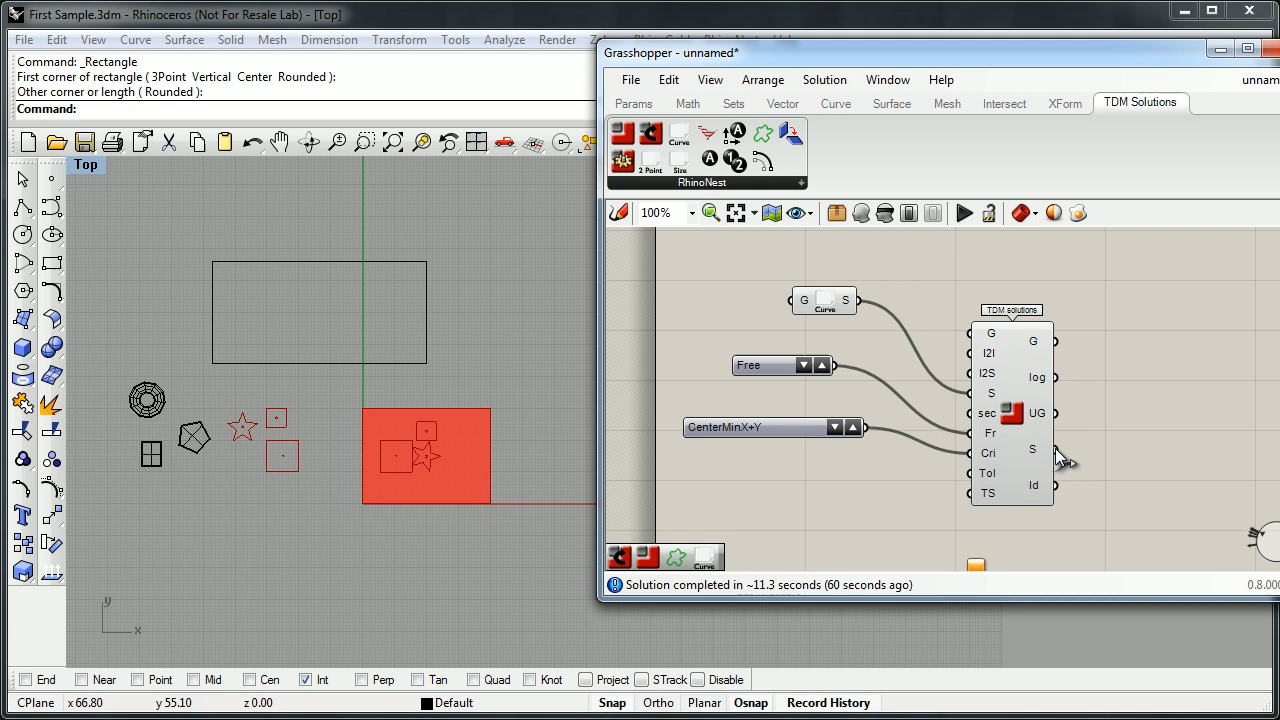 First Sample.3dm - Rhinoceros (Not For Resale Lab) - [Top]
File Edit View Curve Surface Solid Mesh Dimension Transform Tools Analyze Render
Command: _Rectangle
First corner of rectangle ( 3Point Vertical Center Rounded ):
Other corner or length ( Rounded ):
Command:
Top
Grasshopper - unnamed*
File Edit View Arrange Solution Window Help unnam
Params Math Sets Vector Curve Surface Mesh Intersect XForm TDM Solutions
Curve A
2 Point Size A 1 2
RhinoNest
100%
G S
Curve
TDM solutions
Free
CenterMinX+Y
G
I2I
I2S
S
sec
Fr
Cri
Tol
TS
G
log
UG
S
Id
Curve
Solution completed in ~11.3 seconds (60 seconds ago) 0.8.000
y
x
End Near Point Mid Cen Int Perp Tan Quad Knot Project STrack Disable
CPlane x 66.80 y 55.10 z 0.00 Default Snap Ortho Planar Osnap Record History